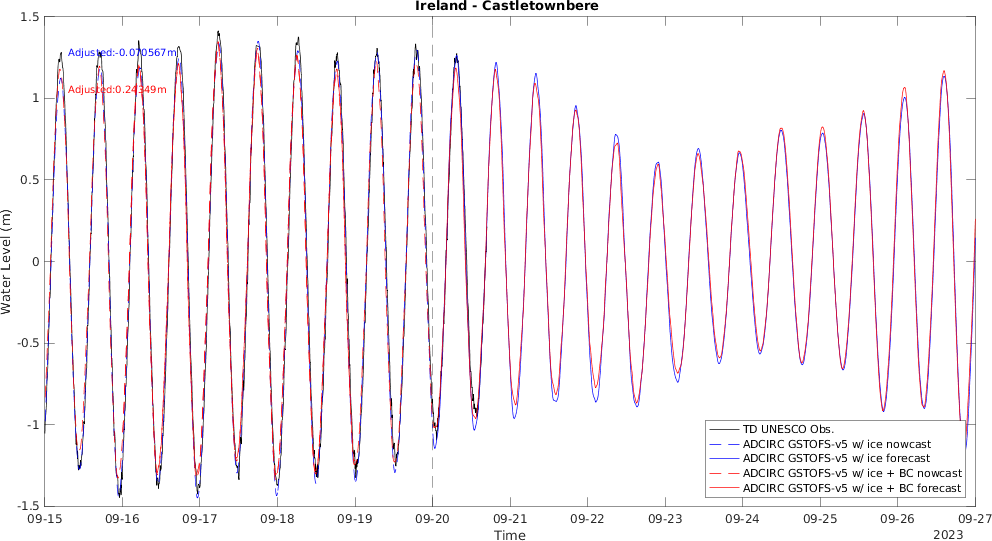 Ireland - Castletownbere
1.5
1
0.5
0
-0.5
-1
-1.5
Water Level (m)
Adjusted:-0.070567m
Adjusted:0.24349m
TD UNESCO Obs.
ADCIRC GSTOFS-v5 w/ ice nowcast
ADCIRC GSTOFS-v5 w/ ice forecast
ADCIRC GSTOFS-v5 w/ ice + BC nowcast
ADCIRC GSTOFS-v5 w/ ice + BC forecast
09-15 09-16 09-17 09-18 09-19 09-20 09-21 09-22 09-23 09-24 09-25 09-26 09-27
Time
2023